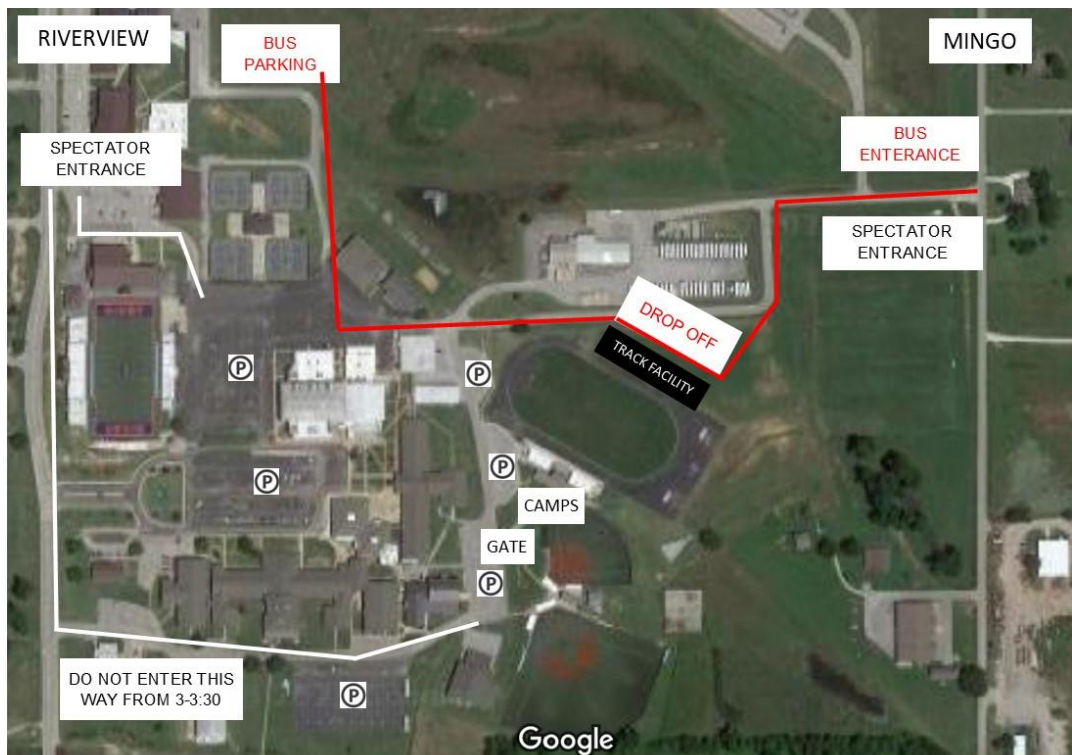 RIVERVIEW
BUS
PARKING
MINGO
SPECTATOR
ENTRANCE
BUS
ENTERANCE
SPECTATOR
ENTRANCE
DROP OFF
TRACK FACILITY
P
P
P
P
CAMPS
GATE
P
DO NOT ENTER THIS
WAY FROM 3-3:30
P
Google